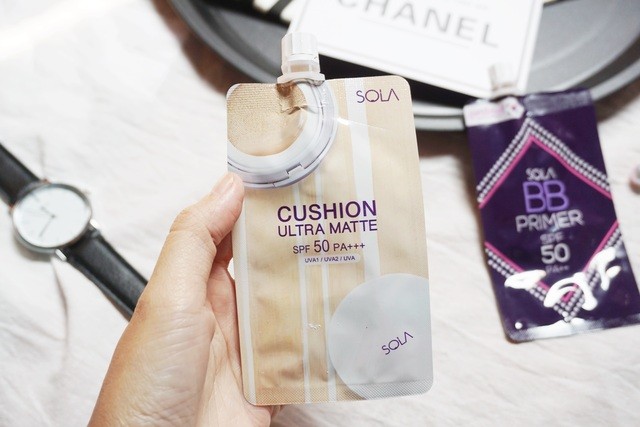 CHANEL
SOLA
CUSHION
ULTRA MATTE
SPF 50 PA+++
UVA1 / UVA2 / UVA
SOLA
SOLA
BB
PRIMER
SPF
50
PA++